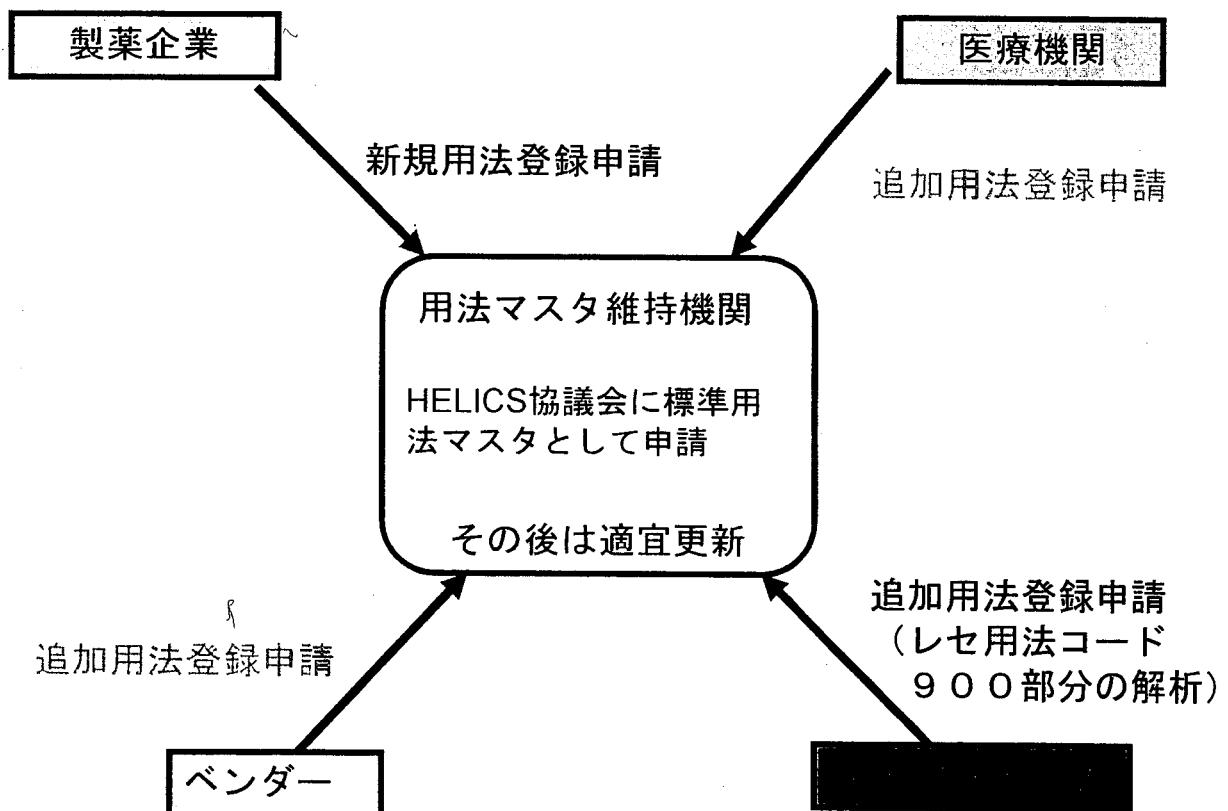 製薬企業
医療機関
新規用法登録申請
追加用法登録申請
用法マスタ維持機関
HELICS協議会に標準用
法マスタとして申請
その後は適宜更新
追加用法登録申請
追加用法登録申請
（レセ用法コード
９００部分の解析）
ベンダー